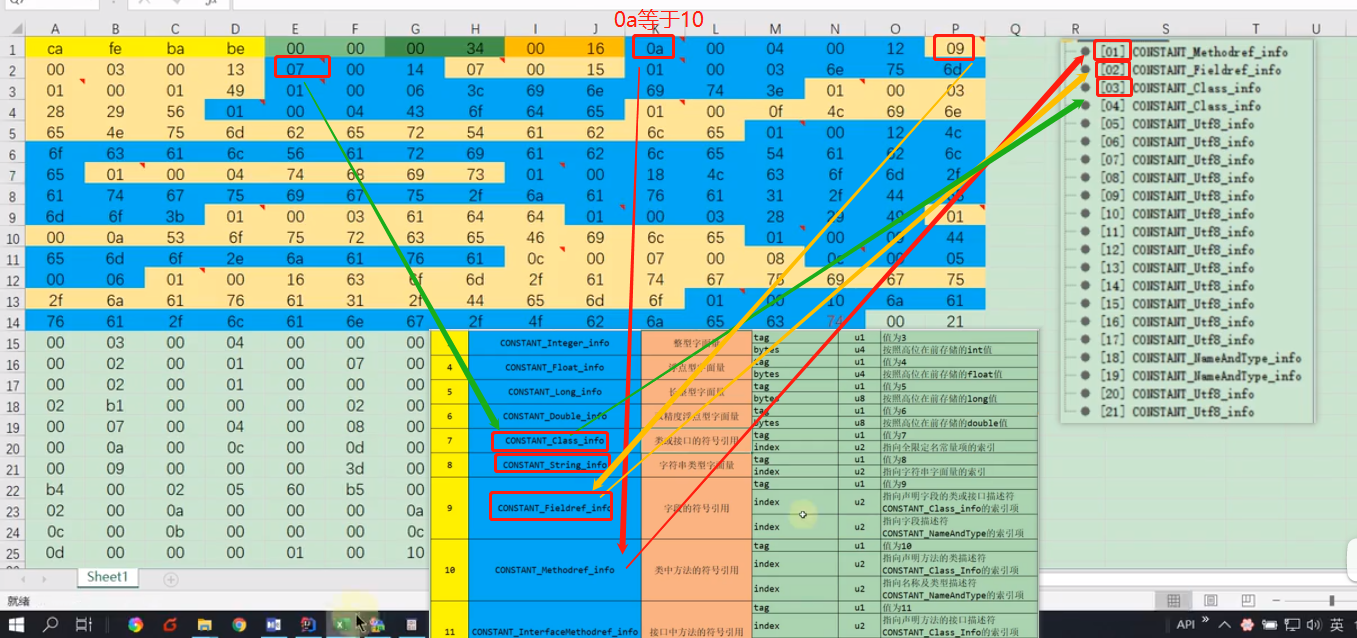 0a等于10
A B C D E F G H I J K L M N O P Q R S T U
1 ca fe ba be 00 00 00 34 00 16 0a 00 04 00 12 09
2 00 03 00 13 07 00 14 07 00 15 01 00 03 6e 75 6d
3 01 00 01 49 01 00 06 3c 69 6e 69 74 3e 01 00 03
4 28 29 56 01 00 04 43 6f 64 65 01 00 0f 4c 69 6e
5 65 4e 75 6d 62 65 72 54 61 62 6c 65 01 00 12 4c
6 6f 63 61 6c 56 61 72 69 61 62 6c 65 54 61 62 6c
7 65 01 00 04 74 68 69 73 01 00 18 4c 63 6f 6d 2f
8 61 74 67 75 69 67 75 2f 6a 61 76 61 31 2f 44
9 6d 6f 3b 01 00 03 61 64 64 01 00 03 28 29 49 01
10 00 0a 53 6f 75 72 63 65 46 69 6c 65 01 00 09 44
11 65 6d 6f 2e 6a 61 76 61 0c 00 07 00 08 0c 00 05
12 00 06 01 00 16 63 6f 6d 2f 61 74 67 75 69 67 75
13 2f 6a 61 76 61 31 2f 44 65 6d 6f 01 00 10 6a 61
14 76 61 2f 6c 61 6e 67 2f 4f 62 6a 65 63 74 00 21
15 00 03 00 04 00 00 00
16 00 02 00 01 00 07 00
17 00 02 00 01 00 00 00
18 02 b1 00 00 00 02 00
19 00 07 00 04 00 08 00
20 00 0a 00 0c 00 0d 00
21 00 09 00 00 00 3d 00
22 b4 00 02 05 60 b5 00
23 02 00 0a 00 00 00 0a
24 0c 00 0b 00 00 00 0c
25 0d 00 00 00 01 00 10
[01] CONSTANT_Methodref_info
[02] CONSTANT_Fieldref_info
[03] CONSTANT_Class_info
[04] CONSTANT_Class_info
[05] CONSTANT_Utf8_info
[06] CONSTANT_Utf8_info
[07] CONSTANT_Utf8_info
[08] CONSTANT_Utf8_info
[09] CONSTANT_Utf8_info
[10] CONSTANT_Utf8_info
[11] CONSTANT_Utf8_info
[12] CONSTANT_Utf8_info
[13] CONSTANT_Utf8_info
[14] CONSTANT_Utf8_info
[15] CONSTANT_Utf8_info
[16] CONSTANT_Utf8_info
[17] CONSTANT_Utf8_info
[18] CONSTANT_NameAndType_info
[19] CONSTANT_NameAndType_info
[20] CONSTANT_Utf8_info
[21] CONSTANT_Utf8_info
CONSTANT_Integer_info 整型字面量 tag u1 值为3
bytes u4 按照高位在前存储的int值
4 CONSTANT_Float_info 浮点型字面量 tag u1 值为4
bytes u4 按照高位在前存储的float值
5 CONSTANT_Long_info 长整型字面量 tag u1 值为5
bytes u8 按照高位在前存储的long值
6 CONSTANT_Double_info 双精度浮点型字面量 tag u1 值为6
bytes u8 按照高位在前存储的double值
7 CONSTANT_Class_info 类或接口的符号引用 tag u1 值为7
index u2 指向全限定名常量项的索引
8 CONSTANT_String_info 字符串类型字面量 tag u1 值为8
index u2 指向字符串字面量的索引
9 CONSTANT_Fieldref_info 字段的符号引用 tag u1 值为9
index u2 指向声明字段的类或接口描述符
CONSTANT_Class_info的索引项
index u2 指向字段描述符
CONSTANT_NameAndType的索引项
10 CONSTANT_Methodref_info 类中方法的符号引用 tag u1 值为10
index u2 指向声明方法的类描述符
CONSTANT_Class_Info的索引项
index u2 指向名称及类型描述符
CONSTANT_NameAndType的索引项
11 CONSTANT_InterfaceMethodref_info 接口中方法的符号引用 tag u1 值为11
index u2 指向声明方法的接口描述符
CONSTANT_Class_info的索引项
Sheet1
就绪
API
英